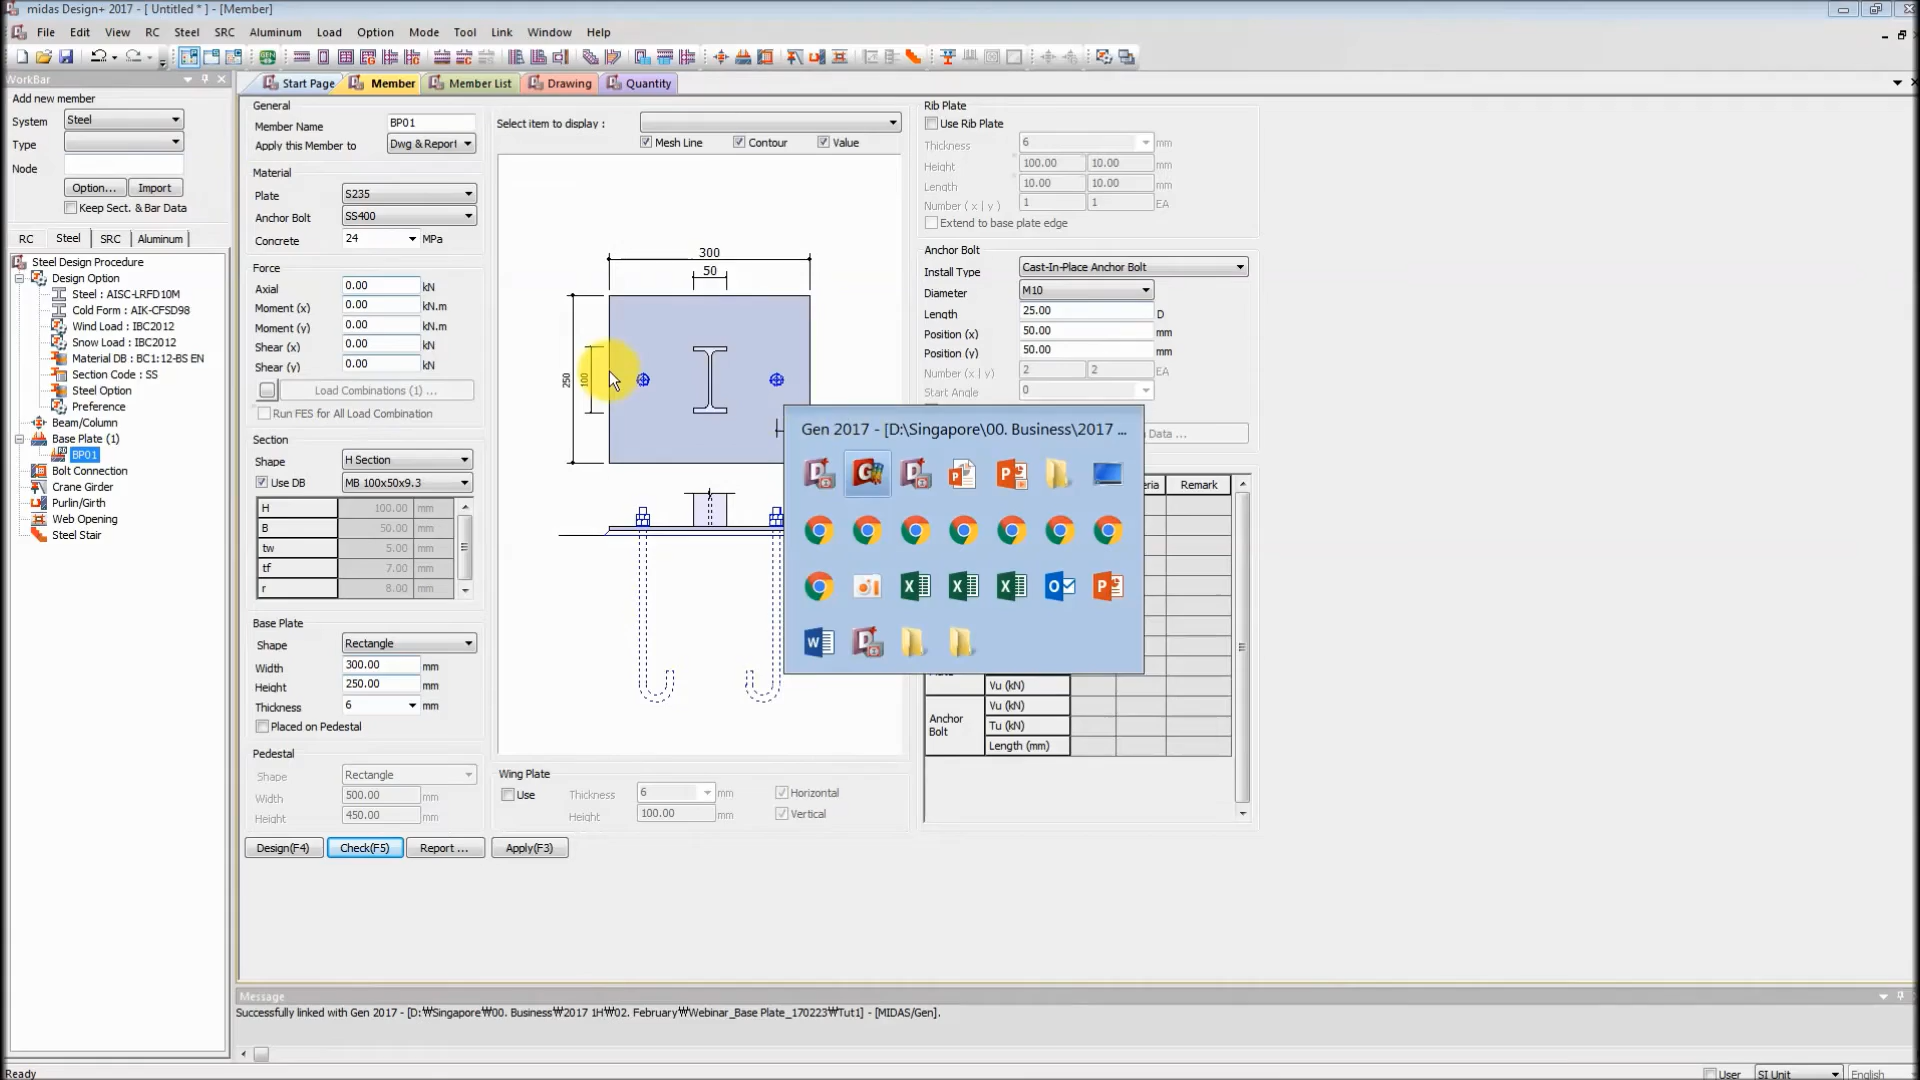 midas Design+ 2017 - [ Untitled * ] - [Member]
File Edit View RC Steel SRC Aluminum Load Option Mode Tool Link Window Help
WorkBar
Start Page Member Member List Drawing Quantity
Add new member
System Steel
Type
Node
Option... Import
Keep Sect. & Bar Data
RC Steel SRC Aluminum
Steel Design Procedure
Design Option
Steel : AISC-LRFD10M
Cold Form : AIK-CFSD98
Wind Load : IBC2012
Snow Load : IBC2012
Material DB : BC1:12-BS EN
Section Code : SS
Steel Option
Preference
Beam/Column
Base Plate (1)
BP01
Bolt Connection
Crane Girder
Purlin/Girth
Web Opening
Steel Stair
General
Member Name BP01
Apply this Member to Dwg & Report
Material
Plate S235
Anchor Bolt SS400
Concrete 24 MPa
Force
Axial 0.00 kN
Moment (x) 0.00 kN.m
Moment (y) 0.00 kN.m
Shear (x) 0.00 kN
Shear (y) 0.00 kN
Load Combinations (1) ...
Run FES for All Load Combination
Section
Shape H Section
Use DB MB 100x50x9.3
H 100.00 mm
B 50.00 mm
tw 5.00 mm
tf 7.00 mm
r 8.00 mm
Base Plate
Shape Rectangle
Width 300.00 mm
Height 250.00 mm
Thickness 6 mm
Placed on Pedestal
Pedestal
Shape Rectangle
Width 500.00 mm
Height 450.00 mm
Design(F4) Check(F5) Report ... Apply(F3)
Select item to display :
Mesh Line Contour Value
300
50
250
100
Gen 2017 - [D:\Singapore\00. Business\2017 ...
Wing Plate
Use Thickness 6 mm Horizontal
Height 100.00 mm Vertical
Rib Plate
Use Rib Plate
Thickness 6 mm
Height 100.00 10.00 mm
Length 10.00 10.00 mm
Number ( x | y ) 1 1 EA
Extend to base plate edge
Anchor Bolt
Install Type Cast-In-Place Anchor Bolt
Diameter M10
Length 25.00 D
Position (x) 50.00 mm
Position (y) 50.00 mm
Number (x | y) 2 2 EA
Start Angle 0
Data ...
eria Remark
Vu (kN)
Anchor Bolt Vu (kN)
Tu (kN)
Length (mm)
Message
Successfully linked with Gen 2017 - [D:₩Singapore₩00. Business₩2017 1H₩02. February₩Webinar_Base Plate_170223₩Tut1] - [MIDAS/Gen].
Ready
User SI Unit English